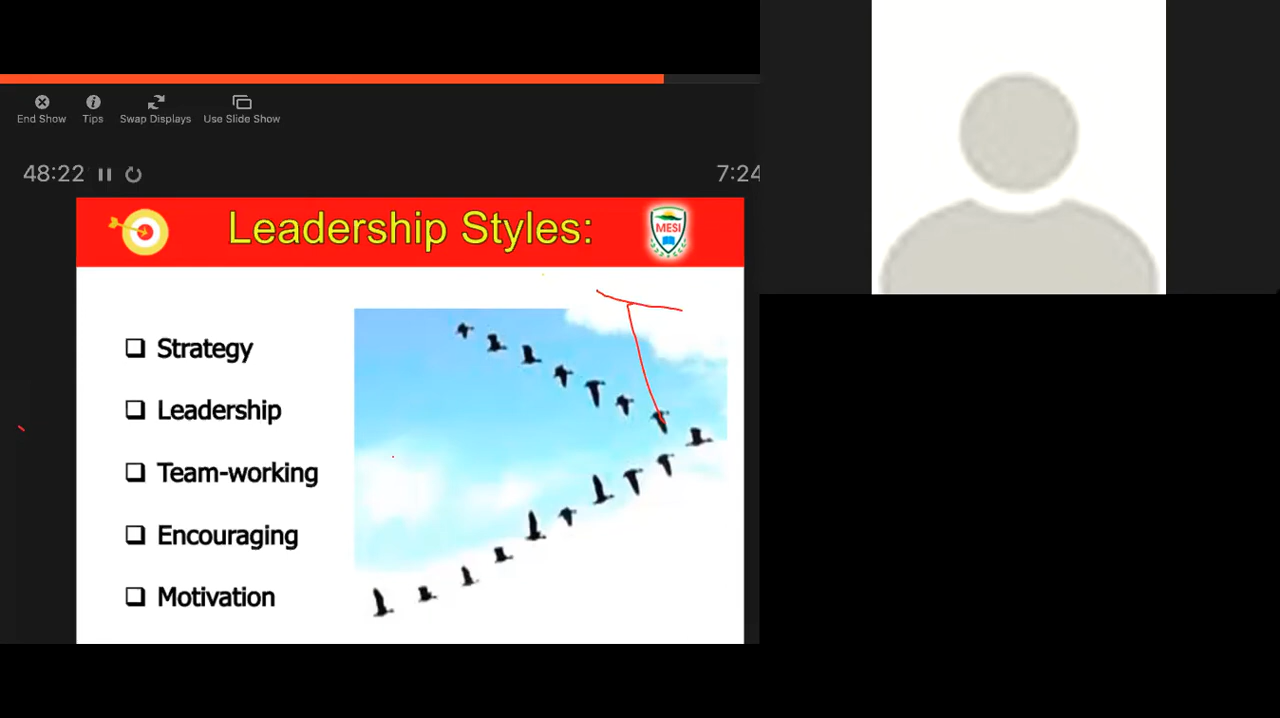 End Show Tips Swap Displays Use Slide Show
48:22 7:24
Leadership Styles:
MESI
Strategy
Leadership
Team-working
Encouraging
Motivation